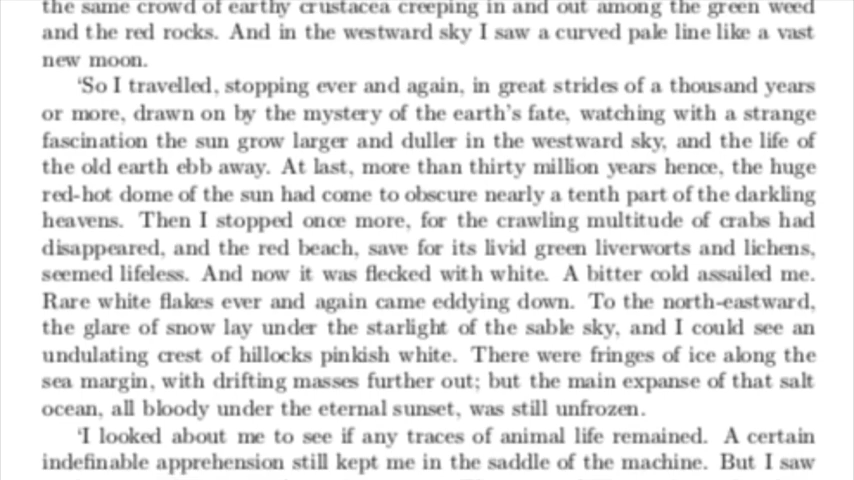 the same crowd of earthy crustacea creeping in and out among the green weed
and the red rocks. And in the westward sky I saw a curved pale line like a vast
new moon.
‘So I travelled, stopping ever and again, in great strides of a thousand years
or more, drawn on by the mystery of the earth’s fate, watching with a strange
fascination the sun grow larger and duller in the westward sky, and the life of
the old earth ebb away. At last, more than thirty million years hence, the huge
red-hot dome of the sun had come to obscure nearly a tenth part of the darkling
heavens. Then I stopped once more, for the crawling multitude of crabs had
disappeared, and the red beach, save for its livid green liverworts and lichens,
seemed lifeless. And now it was flecked with white. A bitter cold assailed me.
Rare white flakes ever and again came eddying down. To the north-eastward,
the glare of snow lay under the starlight of the sable sky, and I could see an
undulating crest of hillocks pinkish white. There were fringes of ice along the
sea margin, with drifting masses further out; but the main expanse of that salt
ocean, all bloody under the eternal sunset, was still unfrozen.
‘I looked about me to see if any traces of animal life remained. A certain
indefinable apprehension still kept me in the saddle of the machine. But I saw